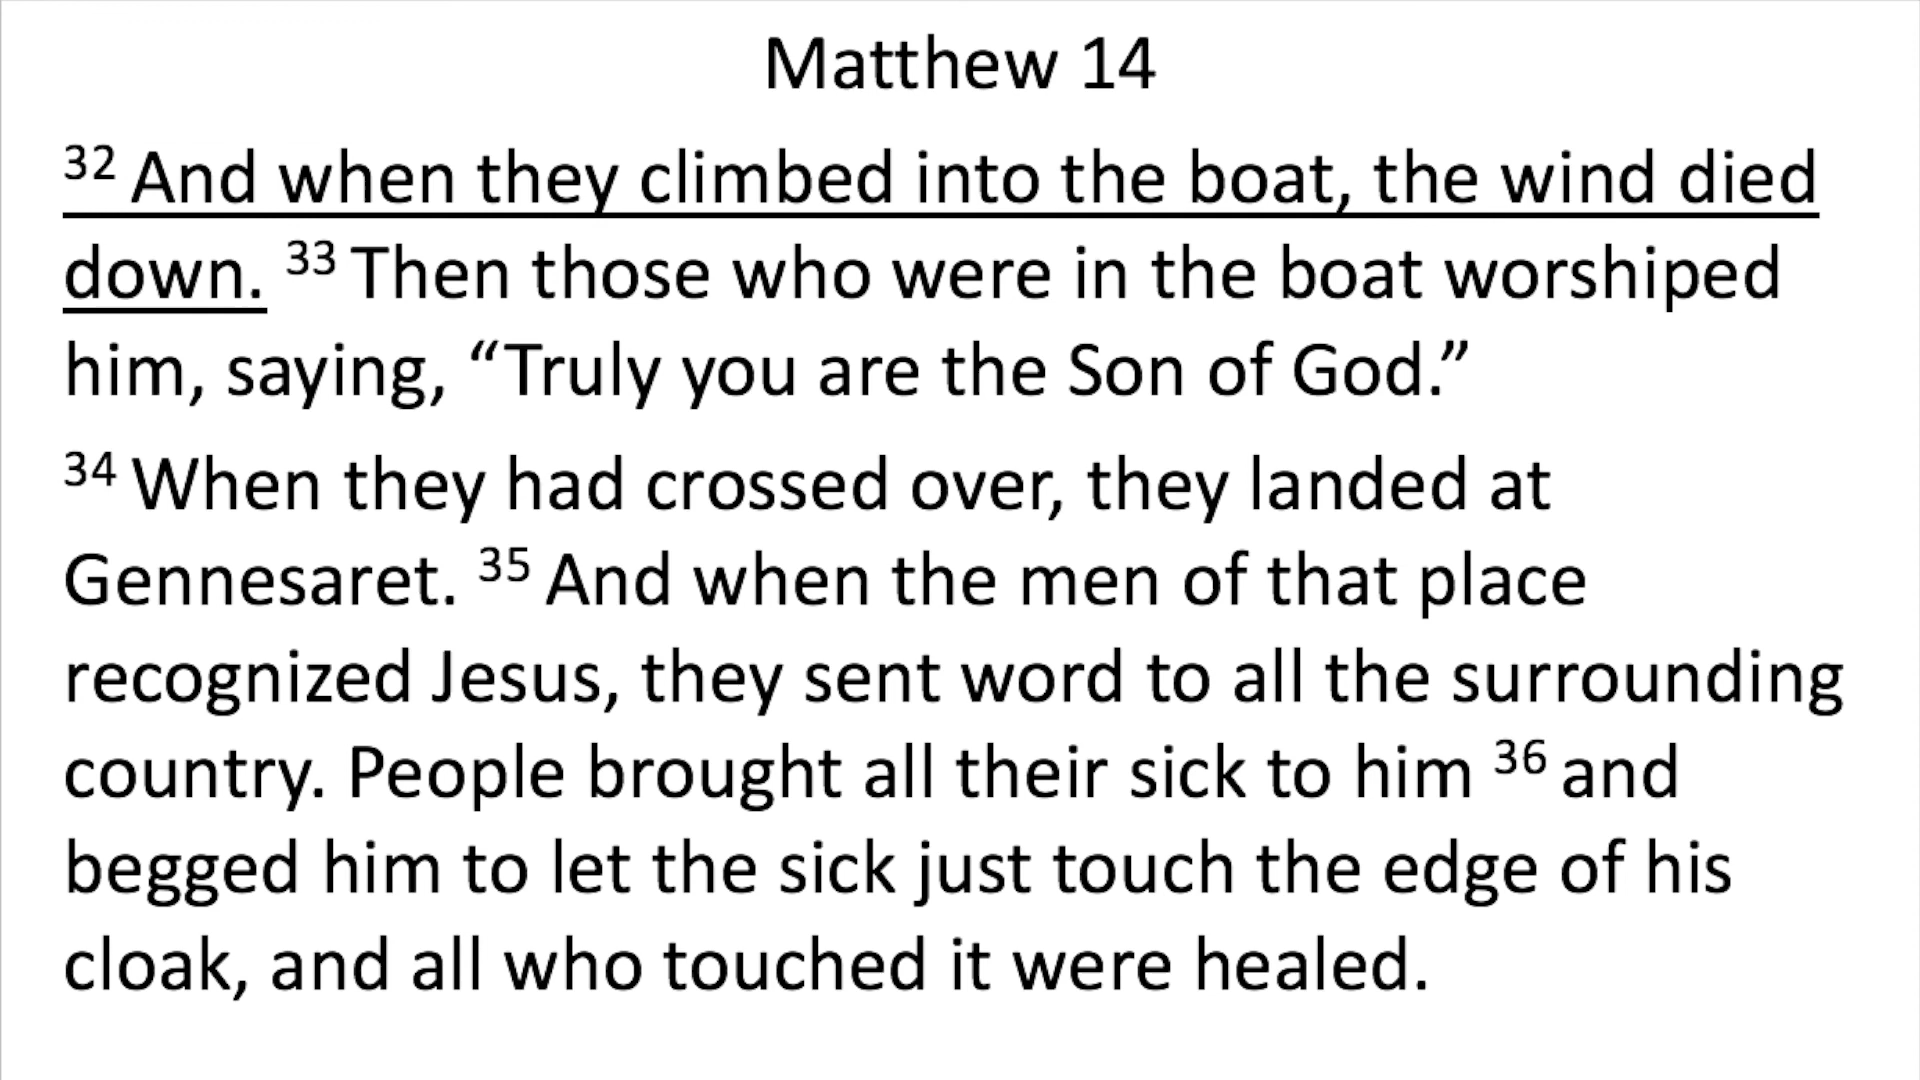 Matthew 14
32 And when they climbed into the boat, the wind died
down. 33 Then those who were in the boat worshiped
him, saying, “Truly you are the Son of God.”
34 When they had crossed over, they landed at
Gennesaret. 35 And when the men of that place
recognized Jesus, they sent word to all the surrounding
country. People brought all their sick to him 36 and
begged him to let the sick just touch the edge of his
cloak, and all who touched it were healed.